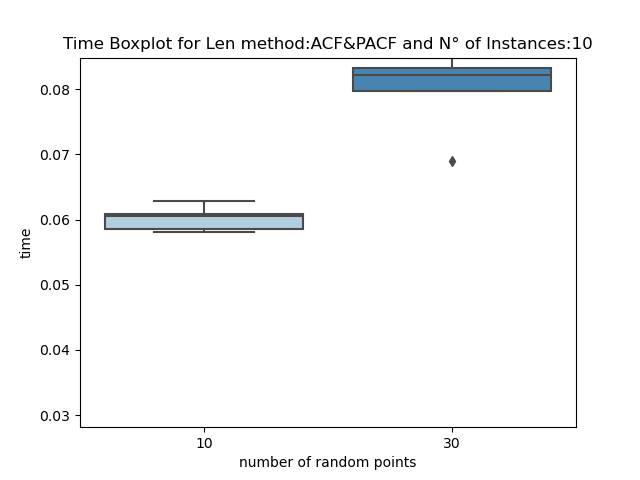 Time Boxplot for Len method:ACF&PACF and N° of Instances:10
0.08
0.07
0.06
0.05
0.04
0.03
time
10 30
number of random points